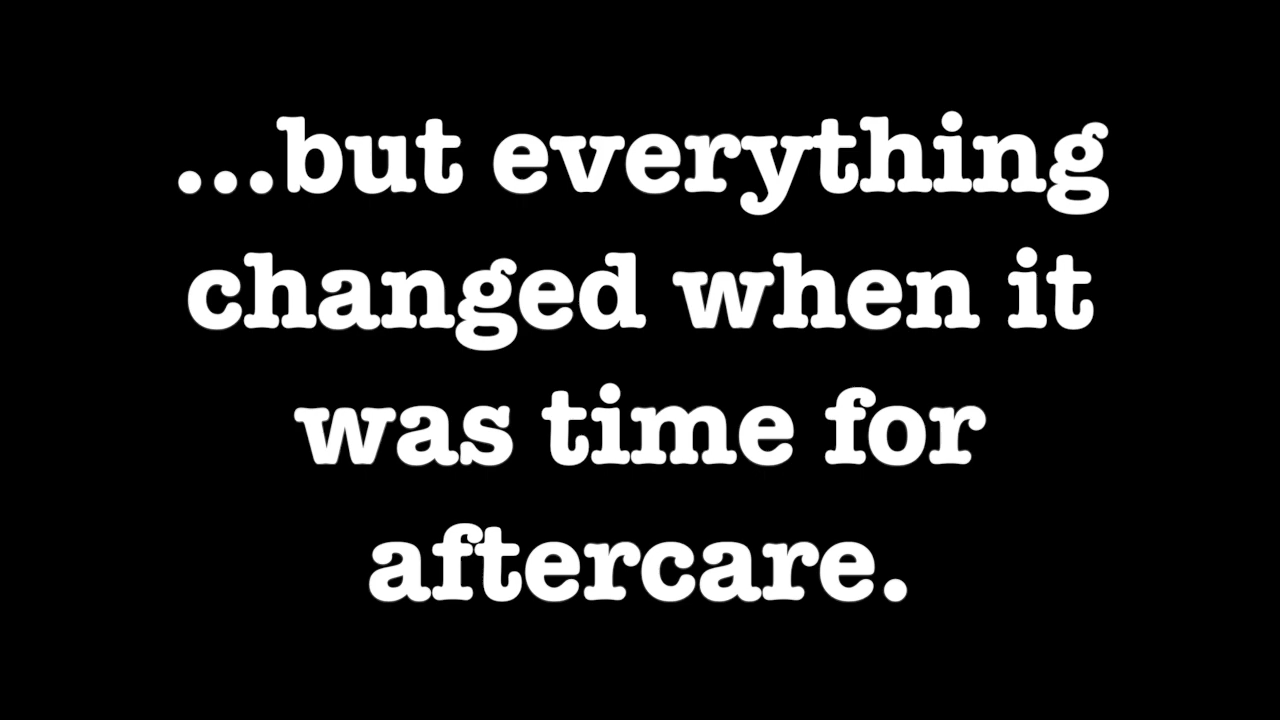 ...but everything
changed when it
was time for
aftercare.